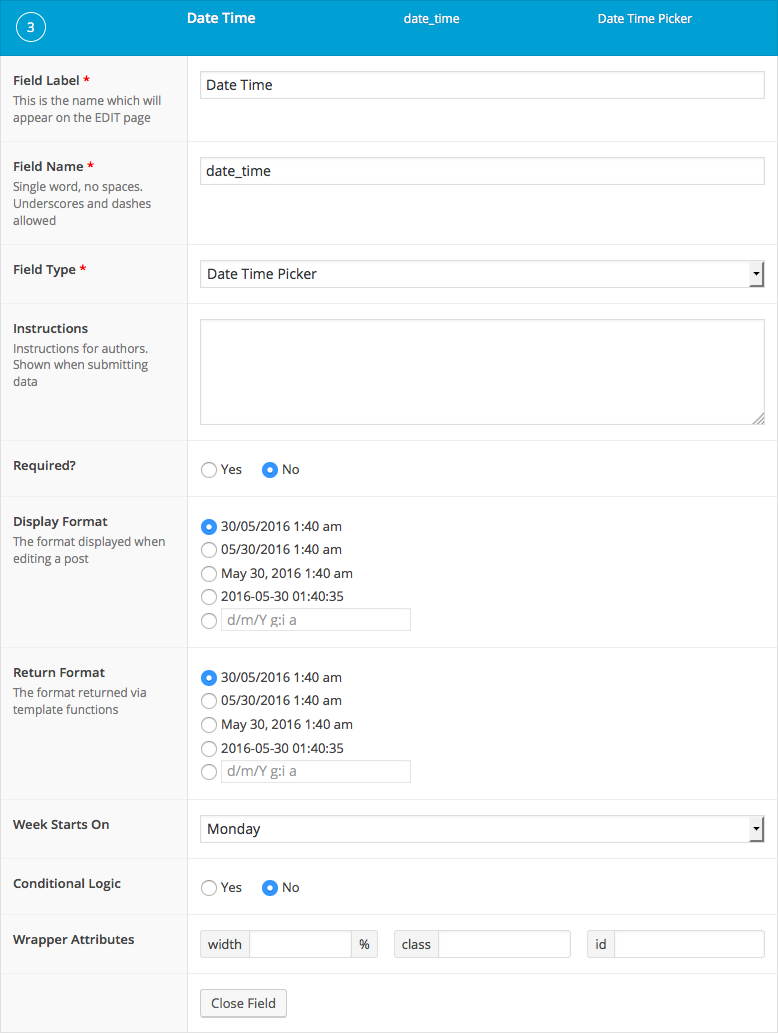 3 Date Time date_time Date Time Picker
Field Label *
This is the name which will
appear on the EDIT page
Date Time
Field Name *
Single word, no spaces.
Underscores and dashes
allowed
date_time
Field Type *
Date Time Picker
Instructions
Instructions for authors.
Shown when submitting
data
Required?
Yes No
Display Format
The format displayed when
editing a post
30/05/2016 1:40 am
05/30/2016 1:40 am
May 30, 2016 1:40 am
2016-05-30 01:40:35
d/m/Y g:i a
Return Format
The format returned via
template functions
30/05/2016 1:40 am
05/30/2016 1:40 am
May 30, 2016 1:40 am
2016-05-30 01:40:35
d/m/Y g:i a
Week Starts On
Monday
Conditional Logic
Yes No
Wrapper Attributes
width % class id
Close Field